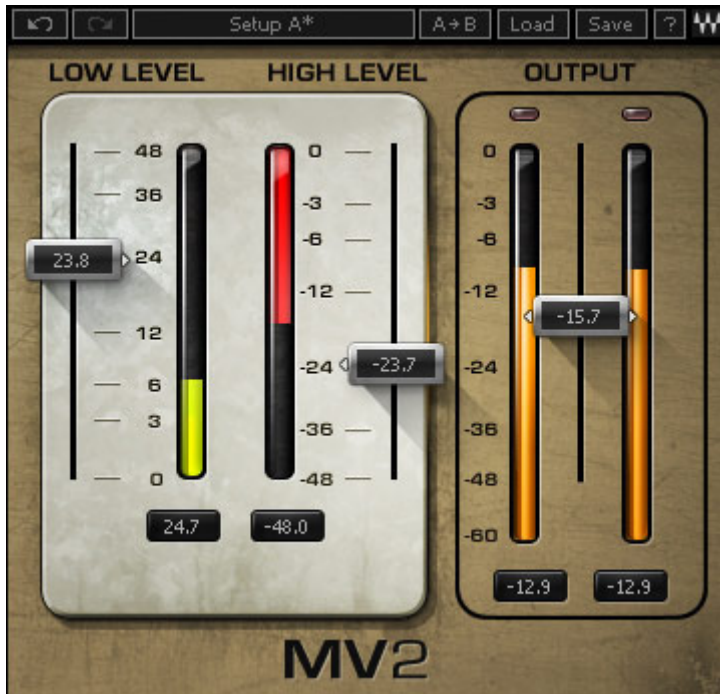 Setup A* A→B Load Save ?
LOW LEVEL HIGH LEVEL OUTPUT
48 0 0
36 -3 -3
-6 -6
23.8 24
-12 -12
-15.7
12
-24 -23.7 -24
6
3
-36 -36
0 -48 -48
-60
24.7 -48.0
-12.9 -12.9
MV2